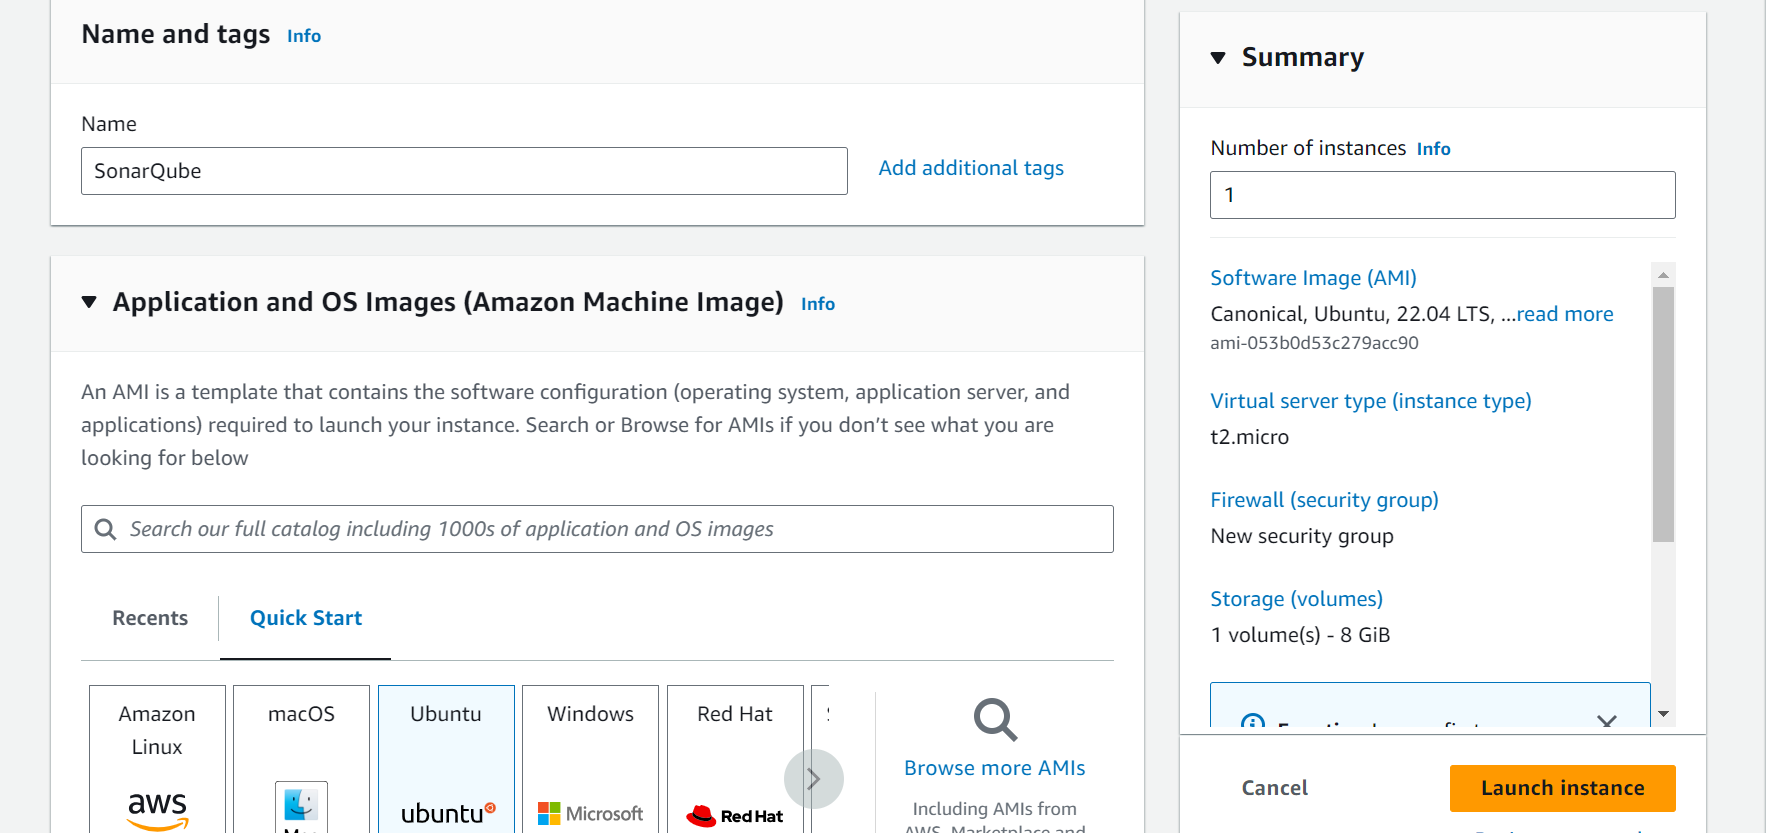 Name and tags Info
Name
SonarQube
Add additional tags
Application and OS Images (Amazon Machine Image) Info
An AMI is a template that contains the software configuration (operating system, application server, and
applications) required to launch your instance. Search or Browse for AMIs if you don’t see what you are
looking for below
Search our full catalog including 1000s of application and OS images
Recents
Quick Start
Amazon
Linux
aws
macOS
Mac
Ubuntu
ubuntu
Windows
Microsoft
Red Hat
Red Hat
Browse more AMIs
Including AMIs from
AWS, Marketplace and
Summary
Number of instances Info
1
Software Image (AMI)
Canonical, Ubuntu, 22.04 LTS, ...read more
ami-053b0d53c279acc90
Virtual server type (instance type)
t2.micro
Firewall (security group)
New security group
Storage (volumes)
1 volume(s) - 8 GiB
Cancel
Launch instance